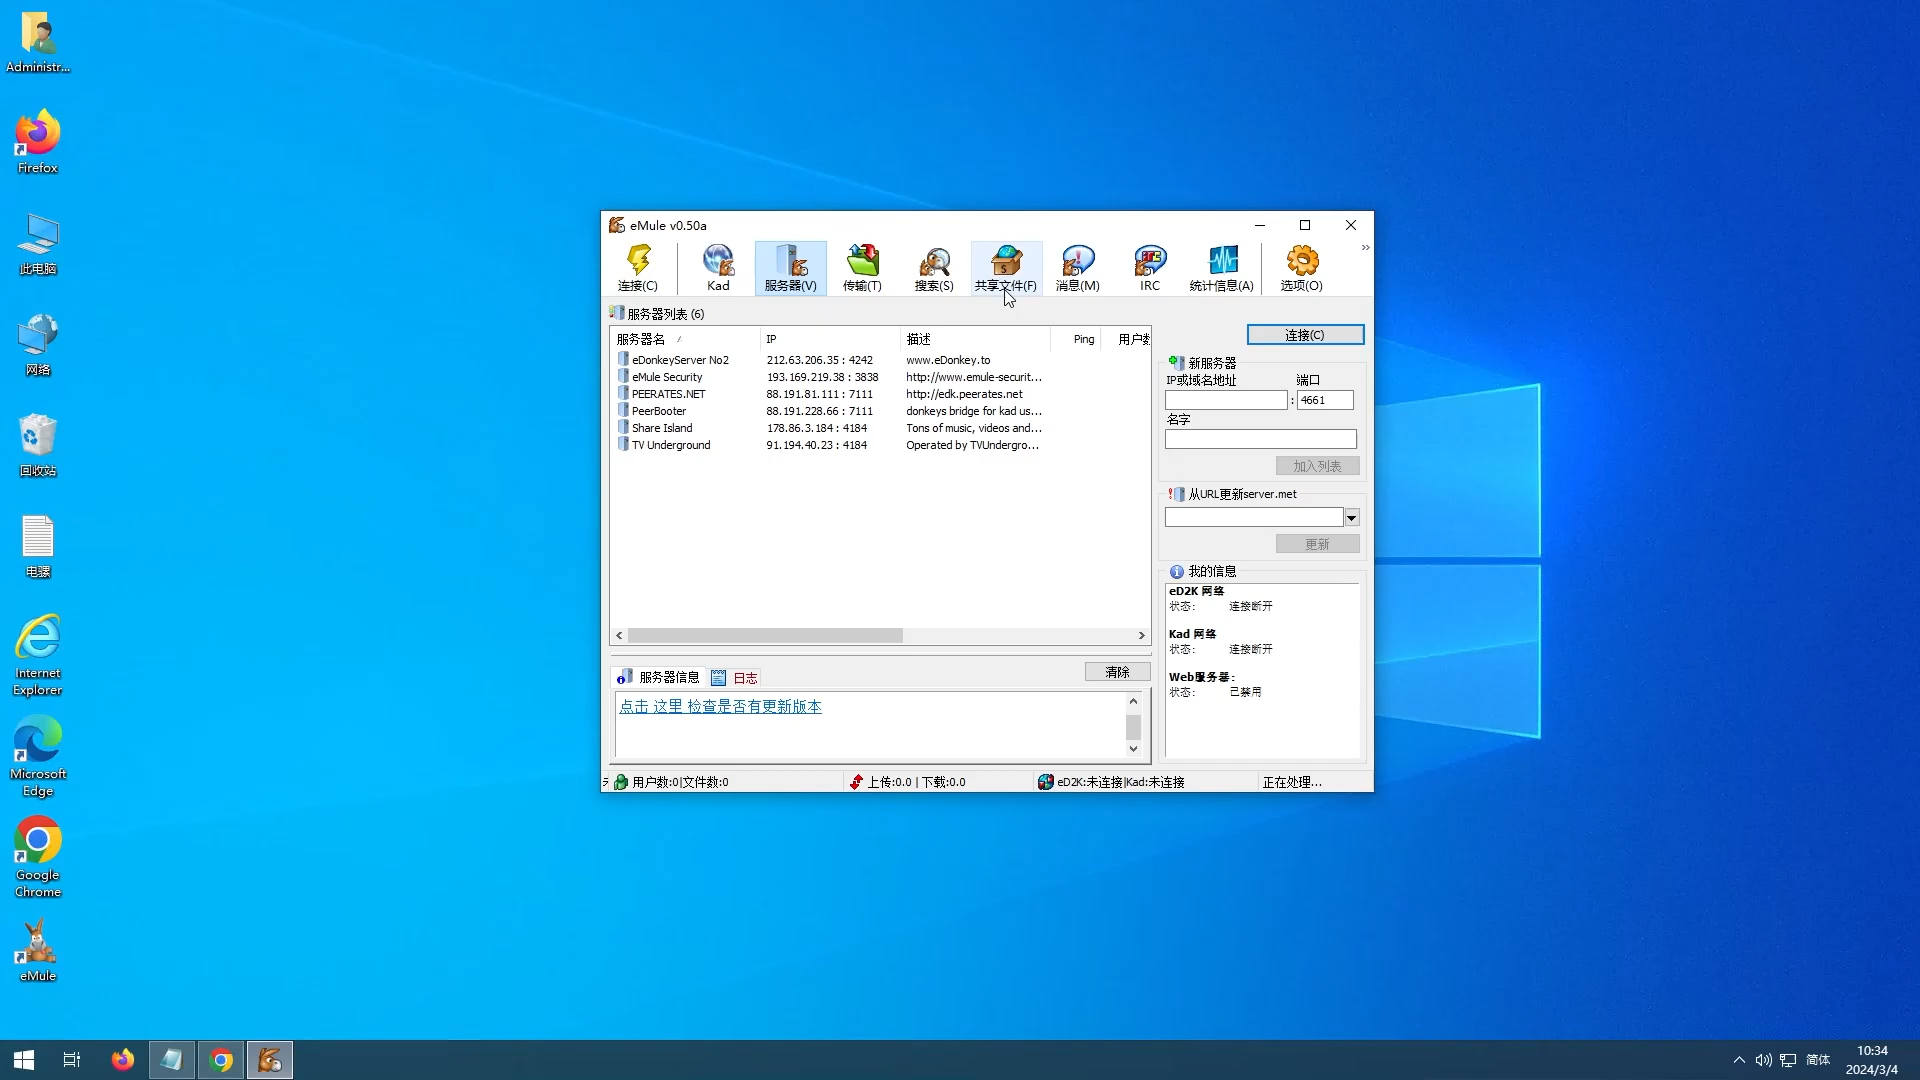 Administr...
Firefox
此电脑
网络
回收站
电骡
Internet
Explorer
Microsoft
Edge
Google
Chrome
eMule
eMule v0.50a
连接(C)
Kad
服务器(V)
传输(T)
搜索(S)
共享文件(F)
消息(M)
IRC
统计信息(A)
选项(O)
服务器列表 (6)
服务器名 IP 描述 Ping 用户数
eDonkeyServer No2 212.63.206.35 : 4242 www.eDonkey.to
eMule Security 193.169.219.38 : 3838 http://www.emule-securit...
PEERATES.NET 88.191.81.111 : 7111 http://edk.peerates.net
PeerBooter 88.191.228.66 : 7111 donkeys bridge for kad us...
Share Island 178.86.3.184 : 4184 Tons of music, videos and...
TV Underground 91.194.40.23 : 4184 Operated by TVUndergro...
连接(C)
新服务器
IP或域名地址 端口
: 4661
名字
加入列表
从URL更新server.met
更新
我的信息
eD2K 网络
状态: 连接断开
Kad 网络
状态: 连接断开
Web服务器:
状态: 已禁用
服务器信息 日志 清除
点击 这里 检查是否有更新版本
用户数:0|文件数:0 上传:0.0 | 下载:0.0 eD2K:未连接|Kad:未连接 正在处理...
简体
10:34
2024/3/4